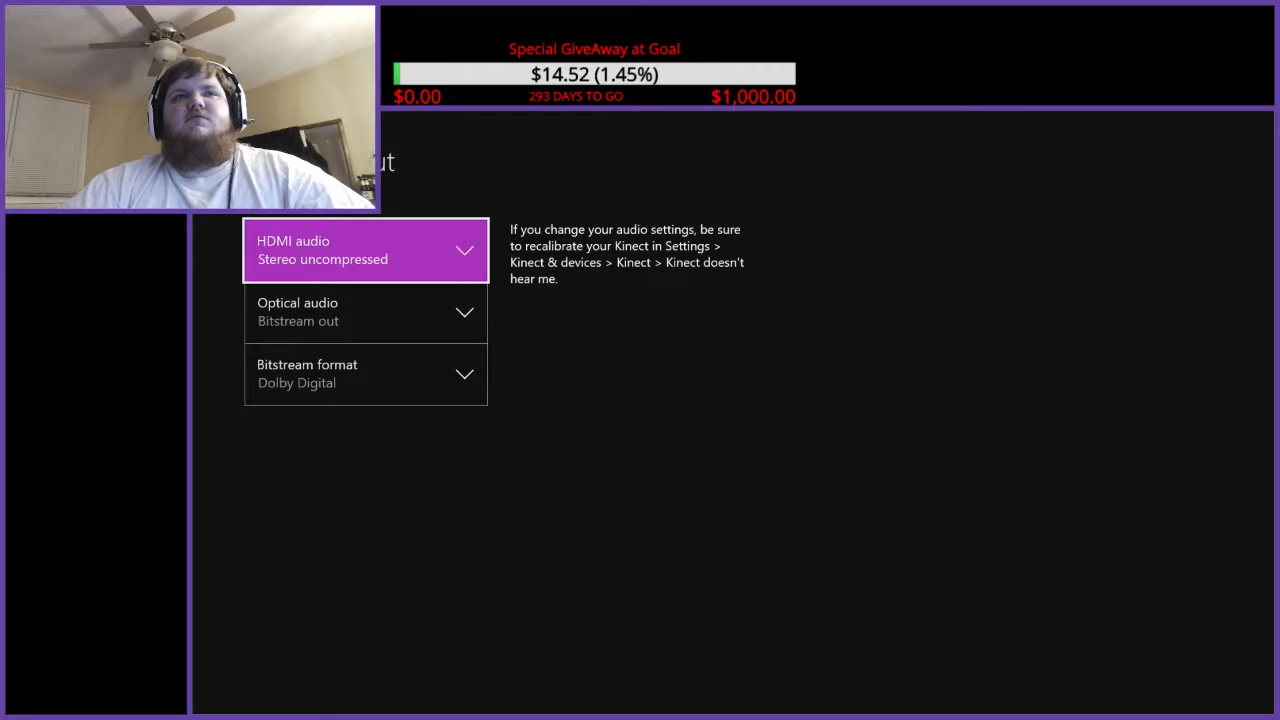 Special GiveAway at Goal
$14.52 (1.45%)
$0.00 293 DAYS TO GO $1,000.00
ut
HDMI audio
Stereo uncompressed
Optical audio
Bitstream out
Bitstream format
Dolby Digital
If you change your audio settings, be sure
to recalibrate your Kinect in Settings >
Kinect & devices > Kinect > Kinect doesn't
hear me.